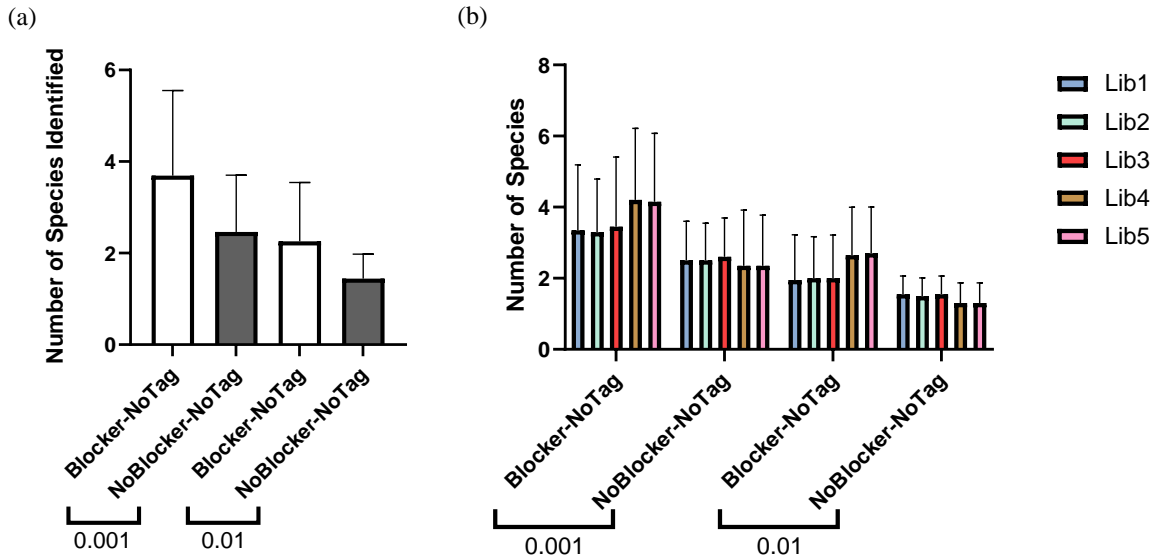 (a)
Number of Species Identified
6
4
2
0
Blocker-NoTag
NoBlocker-NoTag
Blocker-NoTag
NoBlocker-NoTag
0.001
0.01
(b)
Number of Species
8
6
4
2
0
Blocker-NoTag
NoBlocker-NoTag
Blocker-NoTag
NoBlocker-NoTag
0.001
0.01
Lib1
Lib2
Lib3
Lib4
Lib5